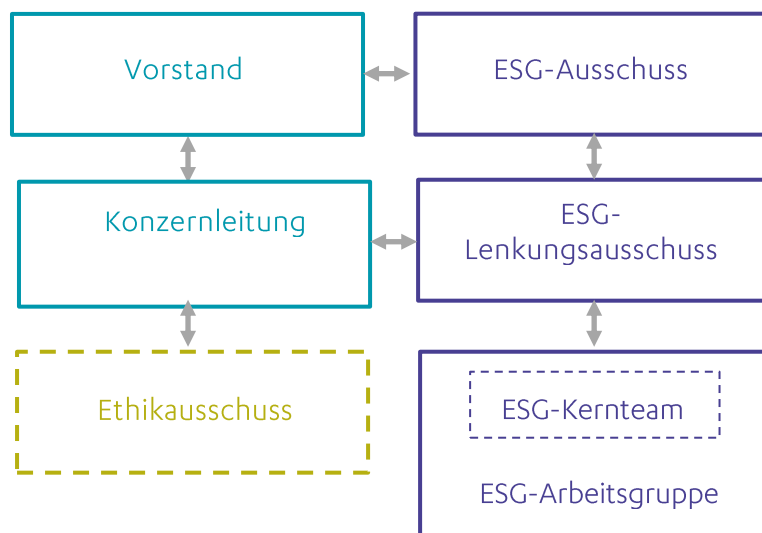 Vorstand
ESG-Ausschuss
Konzernleitung
ESG-
Lenkungsausschuss
Ethikausschuss
ESG-Kernteam
ESG-Arbeitsgruppe